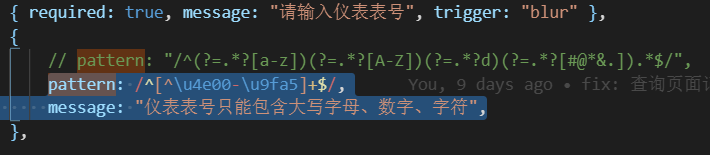 { required: true, message: "请输入仪表表号", trigger: "blur" },
{
// pattern: "/^(?=.*?[a-z])(?=.*?[A-Z])(?=.*?d)(?=.*?[#@*&.]).*$/",
pattern: /^[^\u4e00-\u9fa5]+$/, You, 9 days ago • fix: 查询页面
message: "仪表表号只能包含大写字母、数字、字符",
},